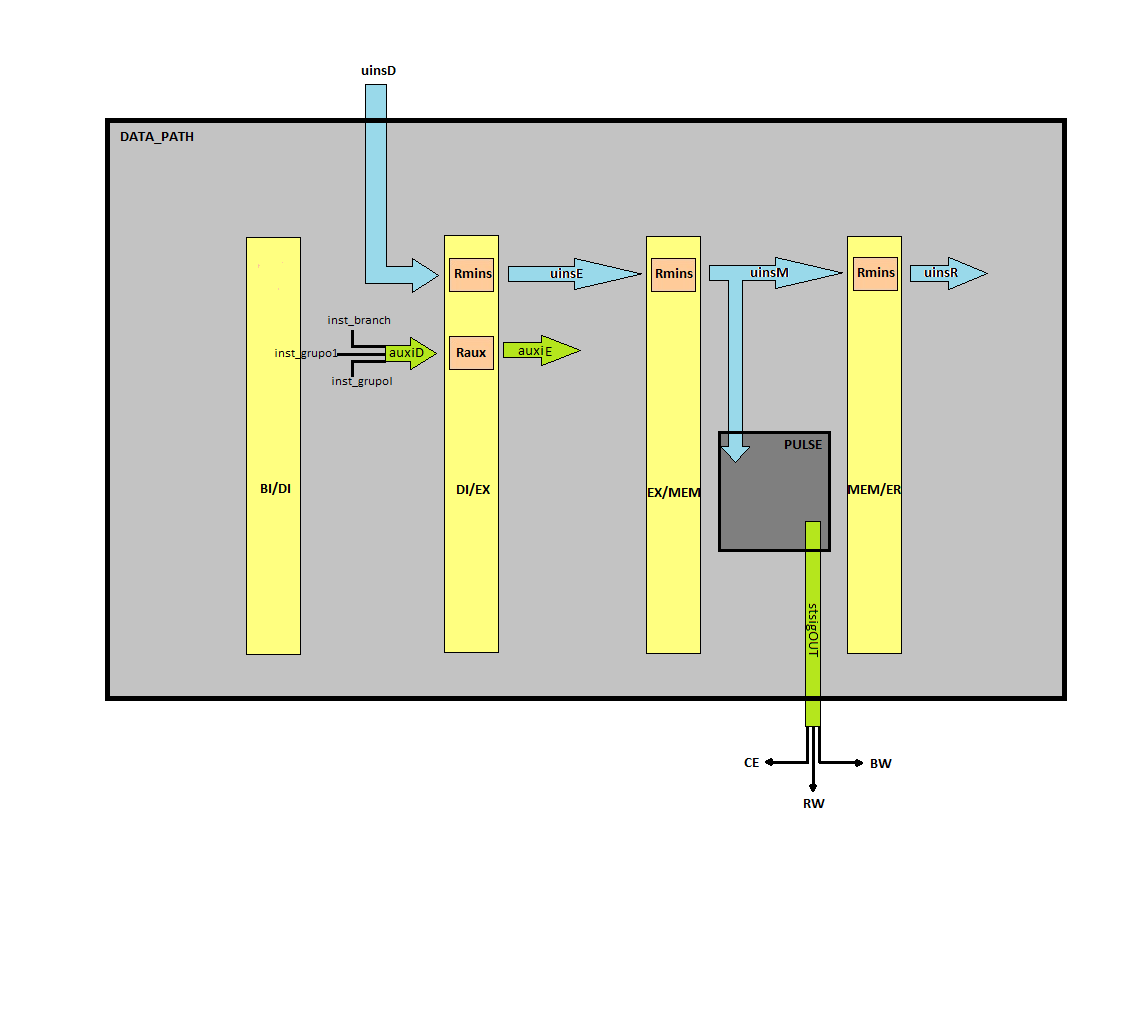 uinsD
DATA_PATH
Rmins
uinsE
Rmins
uinsM
Rmins
uinsR
inst_branch
inst_grupo1
auxiD
Raux
auxiE
inst_grupoI
PULSE
BI/DI
DI/EX
EX/MEM
MEM/ER
stsigOUT
CE
BW
RW